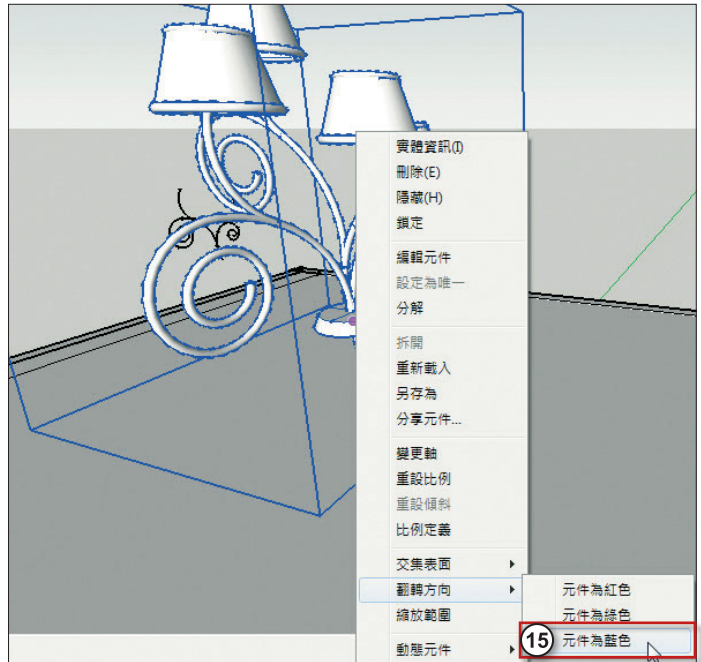 實體資訊(I)
刪除(E)
隱藏(H)
鎖定
編輯元件
設定為唯一
分解
拆開
重新載入
另存為
分享元件...
變更軸
重設比例
重設傾斜
比例定義
交集表面
翻轉方向
縮放範圍
動態元件
元件為紅色
元件為綠色
15 元件為藍色